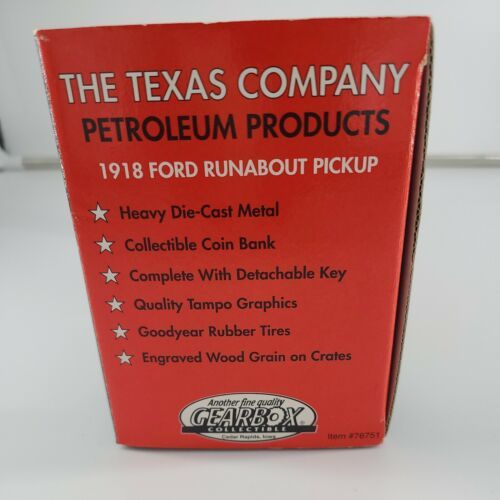 THE TEXAS COMPANY
PETROLEUM PRODUCTS
1918 FORD RUNABOUT PICKUP
Heavy Die-Cast Metal
Collectible Coin Bank
Complete With Detachable Key
Quality Tampo Graphics
Goodyear Rubber Tires
Engraved Wood Grain on Crates
Another fine quality
GEARBOX®
COLLECTIBLE
Cedar Rapids, Iowa
Item #76751